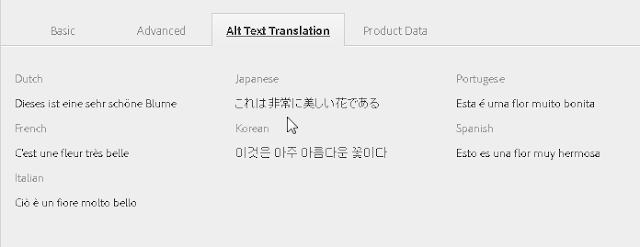 Basic
Advanced
Alt Text Translation
Product Data
Dutch
Dieses ist eine sehr schöne Blume
French
C'est une fleur très belle
Italian
Ciò è un fiore molto bello
Japanese
これは非常に美しい花である
Korean
이것은 아주 아름다운 꽃이다
Portugese
Esta é uma flor muito bonita
Spanish
Esto es una flor muy hermosa